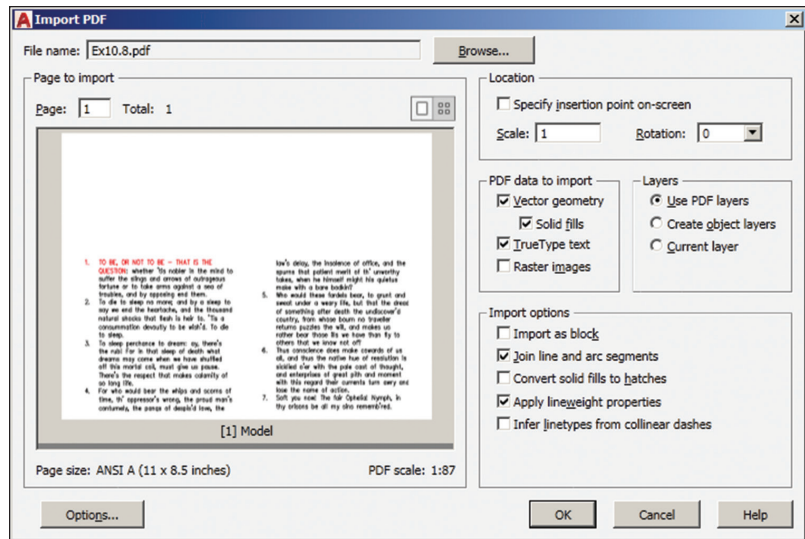 Import PDF
File name: Ex10.8.pdf
Browse...
Page to import
Page: 1 Total: 1
1. TO BE, OR NOT TO BE – THAT IS THE
QUESTION: whether 'tis nobler in the mind to
suffer the slings and arrows of outrageous
fortune or to take arms against a sea of
troubles, and by opposing end them.
2. To die to sleep no more; and by a sleep to
say we end the heartache, and the thousand
natural shocks that flesh is heir to. 'Tis a
consummation devoutly to be wish'd. To die
to sleep.
3. To sleep perchance to dream: ay, there's
the rub! For in that sleep of death what
dreams may come when we have shuffled
off this mortal coil, must give us pause.
There's the respect that makes calamity of
so long life.
4. For who would bear the whips and scorns of
time, th' oppressor's wrong, the proud man's
contumely, the pangs of despis'd love, the
law's delay, the insolence of office, and the
spurns that patient merit of th' unworthy
takes, when he himself might his quietus
make with a bare bodkin?
5. Who would these fardels bear, to grunt and
sweat under a weary life, but that the dread
of something after death the undiscover'd
country, from whose bourn no traveller
returns puzzles the will, and makes us
rather bear those ills we have than fly to
others that we know not of?
6. Thus conscience does make cowards of us
all, and thus the native hue of resolution is
sicklied o'er with the pale cast of thought,
and enterprises of great pith and moment
with this regard their currents turn awry and
lose the name of action.
7. Soft you now! The fair Ophelia! Nymph, in
thy orisons be all my sins remember'd.
[1] Model
Page size: ANSI A (11 x 8.5 inches)
PDF scale: 1:87
Location
Specify insertion point on-screen
Scale: 1 Rotation: 0
PDF data to import
Vector geometry
Solid fills
TrueType text
Raster images
Layers
Use PDF layers
Create object layers
Current layer
Import options
Import as block
Join line and arc segments
Convert solid fills to hatches
Apply lineweight properties
Infer linetypes from collinear dashes
Options...
OK
Cancel
Help